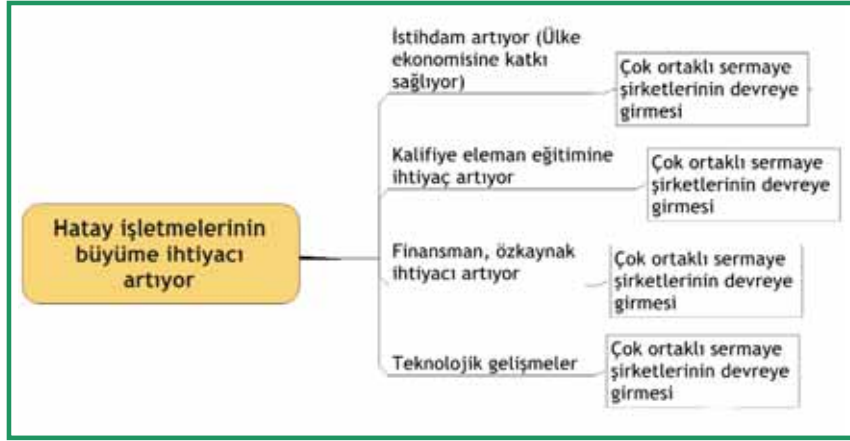 Hatay işletmelerinin
büyüme ihtiyacı
artıyor
İstihdam artıyor (Ülke
ekonomisine katkı
sağlıyor)
Çok ortaklı sermaye
şirketlerinin devreye
girmesi
Kalifiye eleman eğitimine
ihtiyaç artıyor
Çok ortaklı sermaye
şirketlerinin devreye
girmesi
Finansman, özkaynak
ihtiyacı artıyor
Çok ortaklı sermaye
şirketlerinin devreye
girmesi
Teknolojik gelişmeler
Çok ortaklı sermaye
şirketlerinin devreye
girmesi